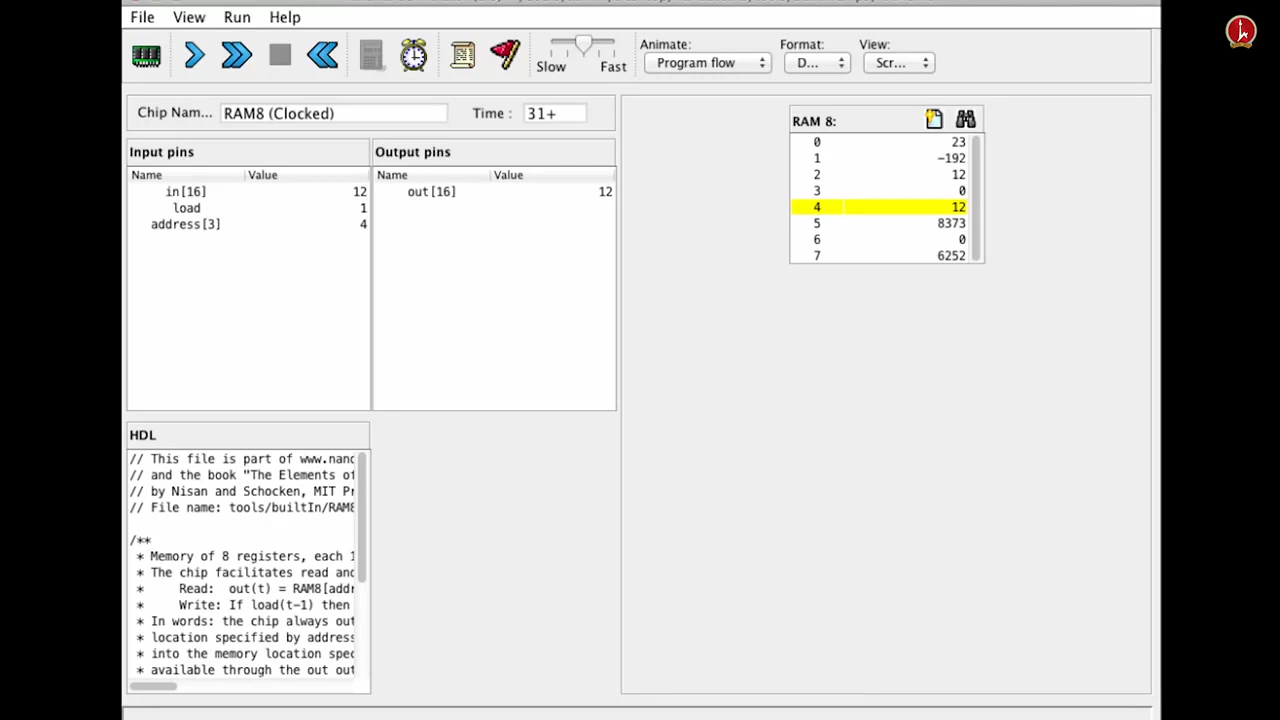 File View Run Help
Slow Fast
Animate: Format: View:
Program flow D... Scr...
Chip Nam... RAM8 (Clocked) Time : 31+
Input pins Output pins
Name Value Name Value
in[16] 12 out[16] 12
load 1
address[3] 4
RAM 8:
0 23
1 -192
2 12
3 0
4 12
5 8373
6 0
7 6252
HDL
// This file is part of www.nand
// and the book "The Elements of
// by Nisan and Schocken, MIT Pr
// File name: tools/builtIn/RAM8
/**
* Memory of 8 registers, each 1
* The chip facilitates read and
* Read: out(t) = RAM8[addr
* Write: If load(t-1) then
* In words: the chip always out
* location specified by address
* into the memory location spec
* available through the out out